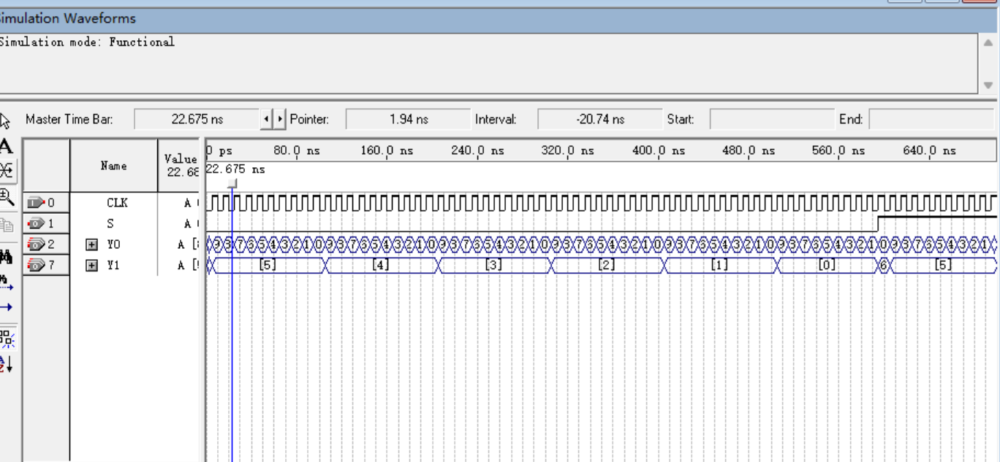 Simulation Waveforms
Simulation mode: Functional
Master Time Bar: 22.675 ns Pointer: 1.94 ns Interval: -20.74 ns Start: End:
Name Value 22.68 0 ps 80.0 ns 160.0 ns 240.0 ns 320.0 ns 400.0 ns 480.0 ns 560.0 ns 640.0 ns
22.675 ns
0 CLK A
1 S A
2 Y0 A
7 Y1 A [5] [4] [3] [2] [1] [0] 6 [5]